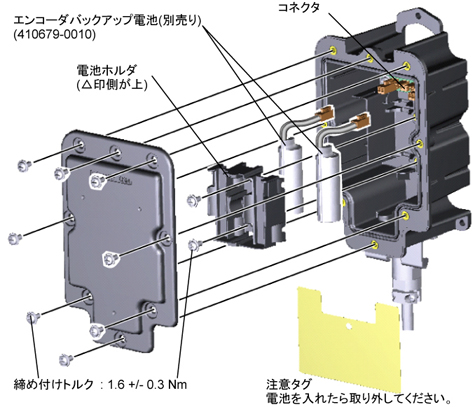 エンコーダバックアップ電池(別売り)
(410679-0010)
コネクタ
電池ホルダ
(△印側が上)
締め付けトルク : 1.6 +/- 0.3 Nm
注意タグ
電池を入れたら取り外してください。